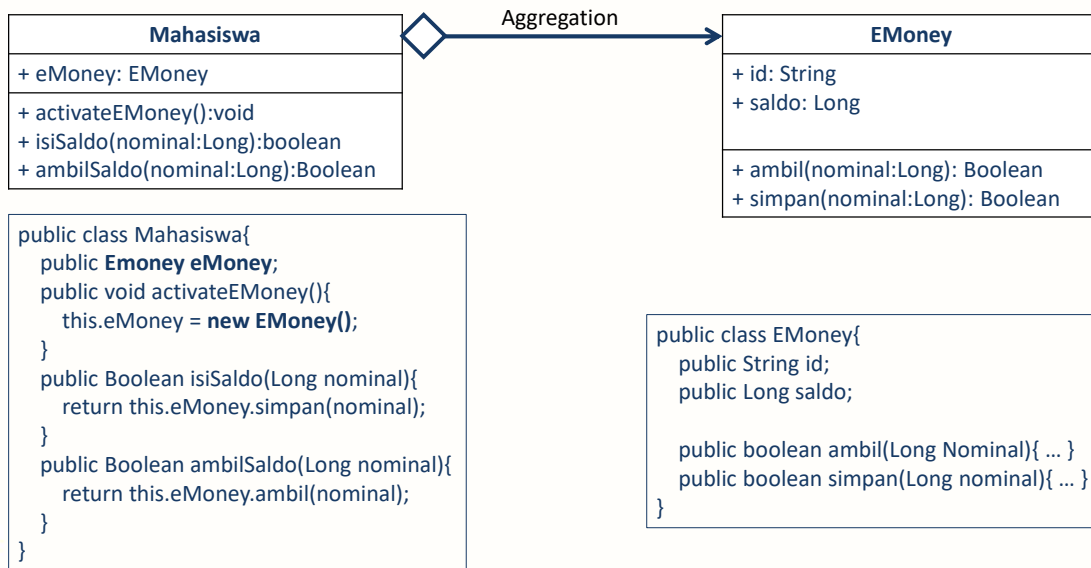 Aggregation
Mahasiswa
+ eMoney: EMoney
+ activateEMoney():void
+ isiSaldo(nominal:Long):boolean
+ ambilSaldo(nominal:Long):Boolean
EMoney
+ id: String
+ saldo: Long
+ ambil(nominal:Long): Boolean
+ simpan(nominal:Long): Boolean
public class Mahasiswa{
public Emoney eMoney;
public void activateEMoney(){
this.eMoney = new EMoney();
}
public Boolean isiSaldo(Long nominal){
return this.eMoney.simpan(nominal);
}
public Boolean ambilSaldo(Long nominal){
return this.eMoney.ambil(nominal);
}
}
public class EMoney{
public String id;
public Long saldo;
public boolean ambil(Long Nominal){ ... }
public boolean simpan(Long nominal){ ... }
}